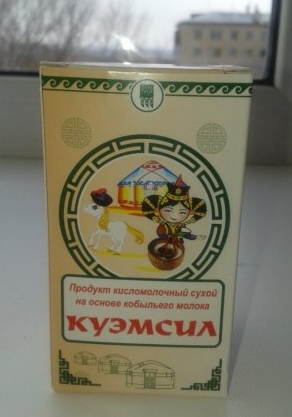 Продукт кисломолочный сухой
на основе кобыльего молока
КУЭМСИЛ